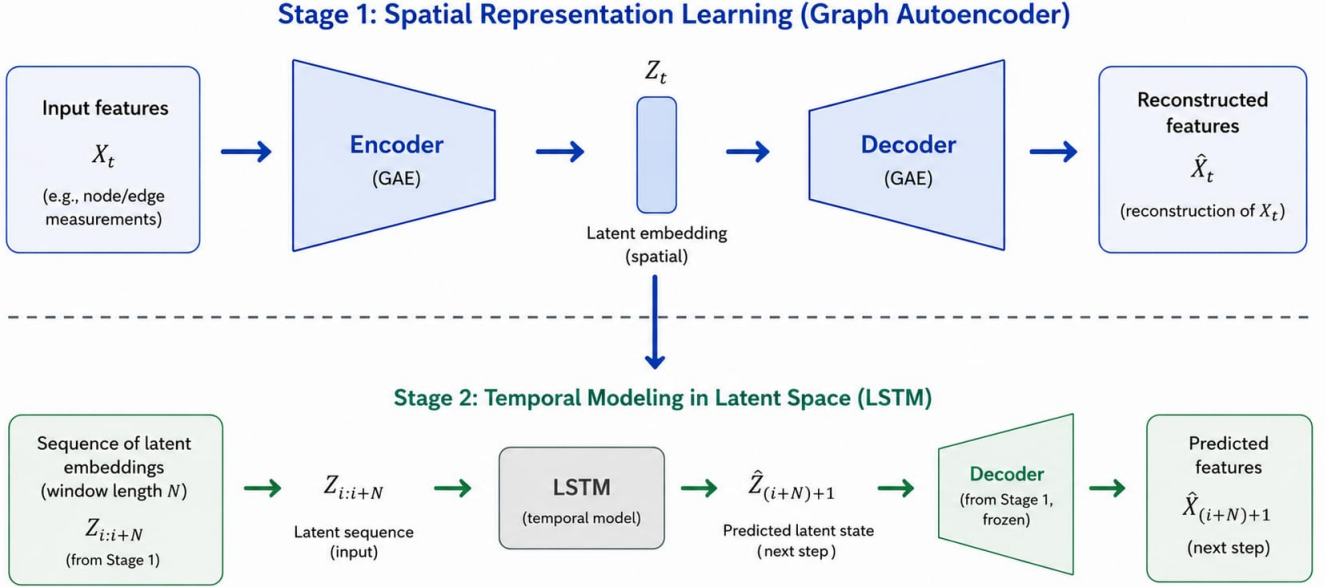 Stage 1: Spatial Representation Learning (Graph Autoencoder)
Input features
X_t
(e.g., node/edge
measurements)
Encoder
(GAE)
Z_t
Latent embedding
(spatial)
Decoder
(GAE)
Reconstructed
features
X̂_t
(reconstruction of X_t)
Stage 2: Temporal Modeling in Latent Space (LSTM)
Sequence of latent
embeddings
(window length N)
Z_{i:i+N}
(from Stage 1)
Z_{i:i+N}
Latent sequence
(input)
LSTM
(temporal model)
Ẑ_{(i+N)+1}
Predicted latent state
(next step)
Decoder
(from Stage 1,
frozen)
Predicted
features
X̂_{(i+N)+1}
(next step)